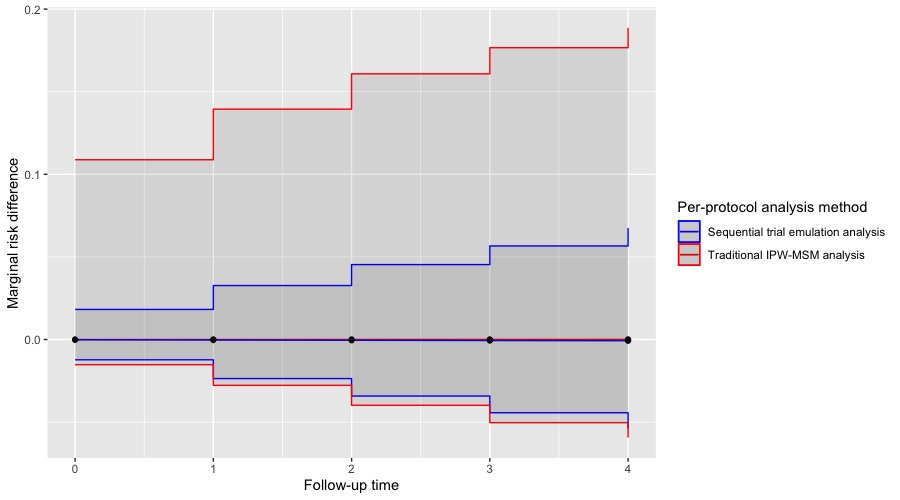 0.2
0.1
0.0
Marginal risk difference
0
1
2
3
4
Follow-up time
Per-protocol analysis method
Sequential trial emulation analysis
Traditional IPW-MSM analysis